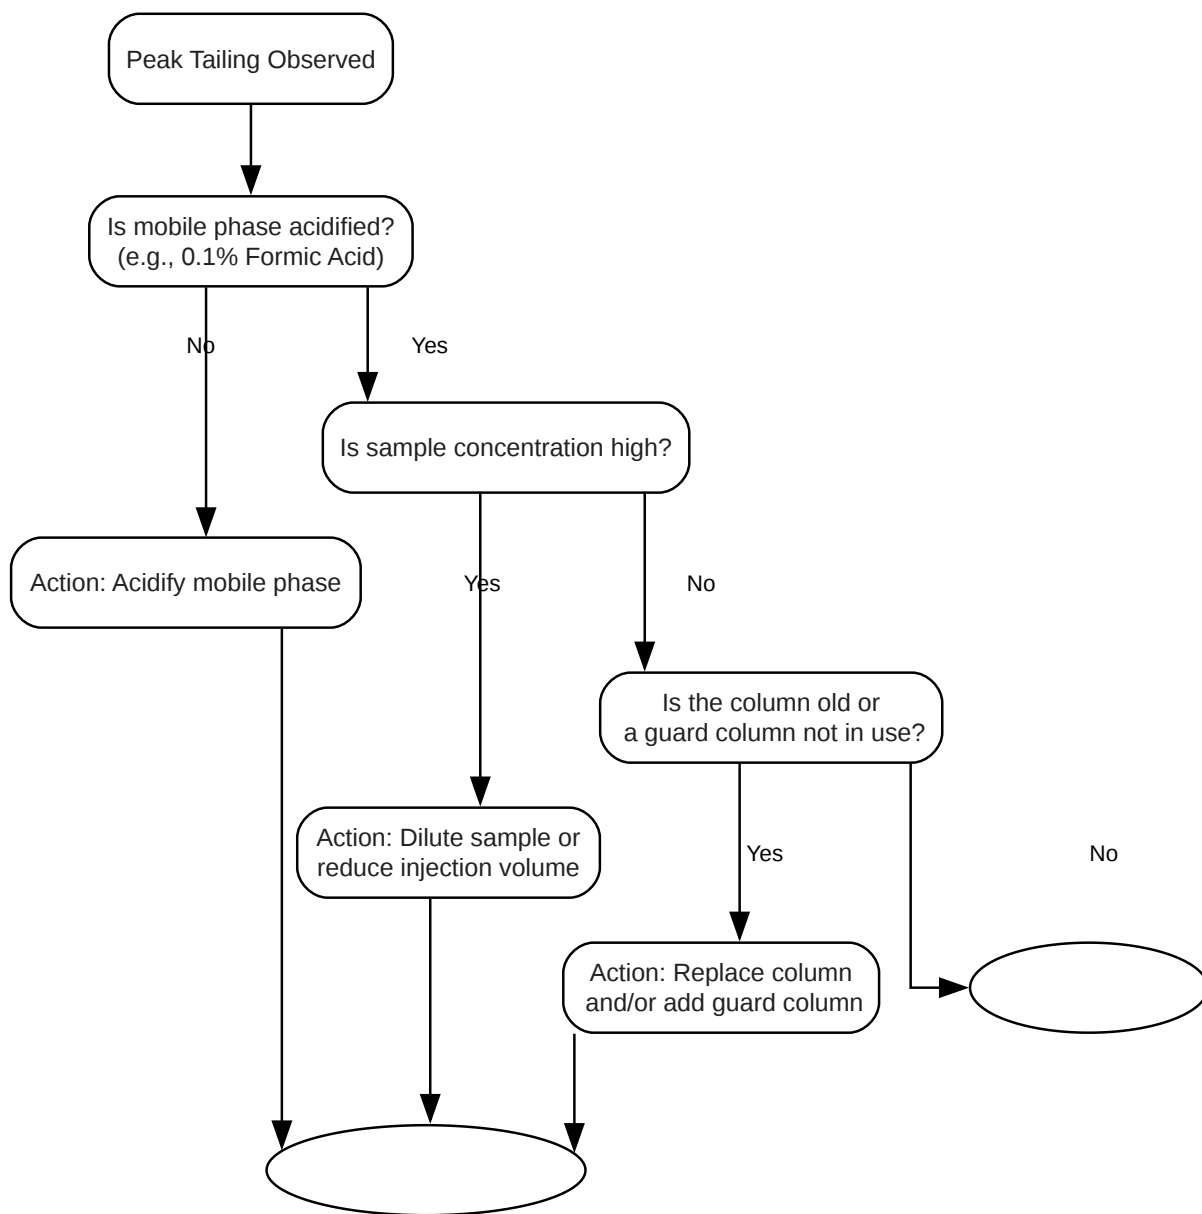 Peak Tailing Observed
Is mobile phase acidified?
(e.g., 0.1% Formic Acid)
No
Yes
Is sample concentration high?
Action: Acidify mobile phase
Yes
No
Is the column old or
a guard column not in use?
Action: Dilute sample or
reduce injection volume
Yes
No
Action: Replace column
and/or add guard column